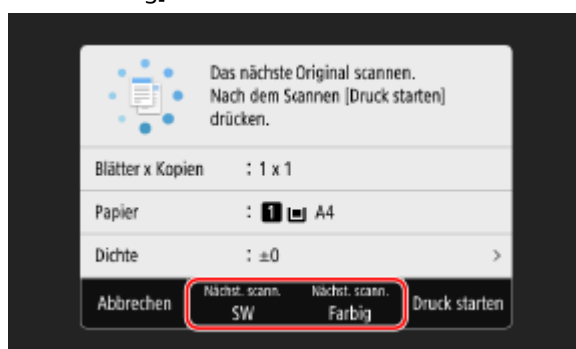 Das nächste Original scannen.
Nach dem Scannen [Druck starten]
drücken.
Blätter x Kopien : 1 x 1
Papier : 1 A4
Dichte : ±0 >
Abbrechen
Nächst. scann. SW
Nächst. scann. Farbig
Druck starten